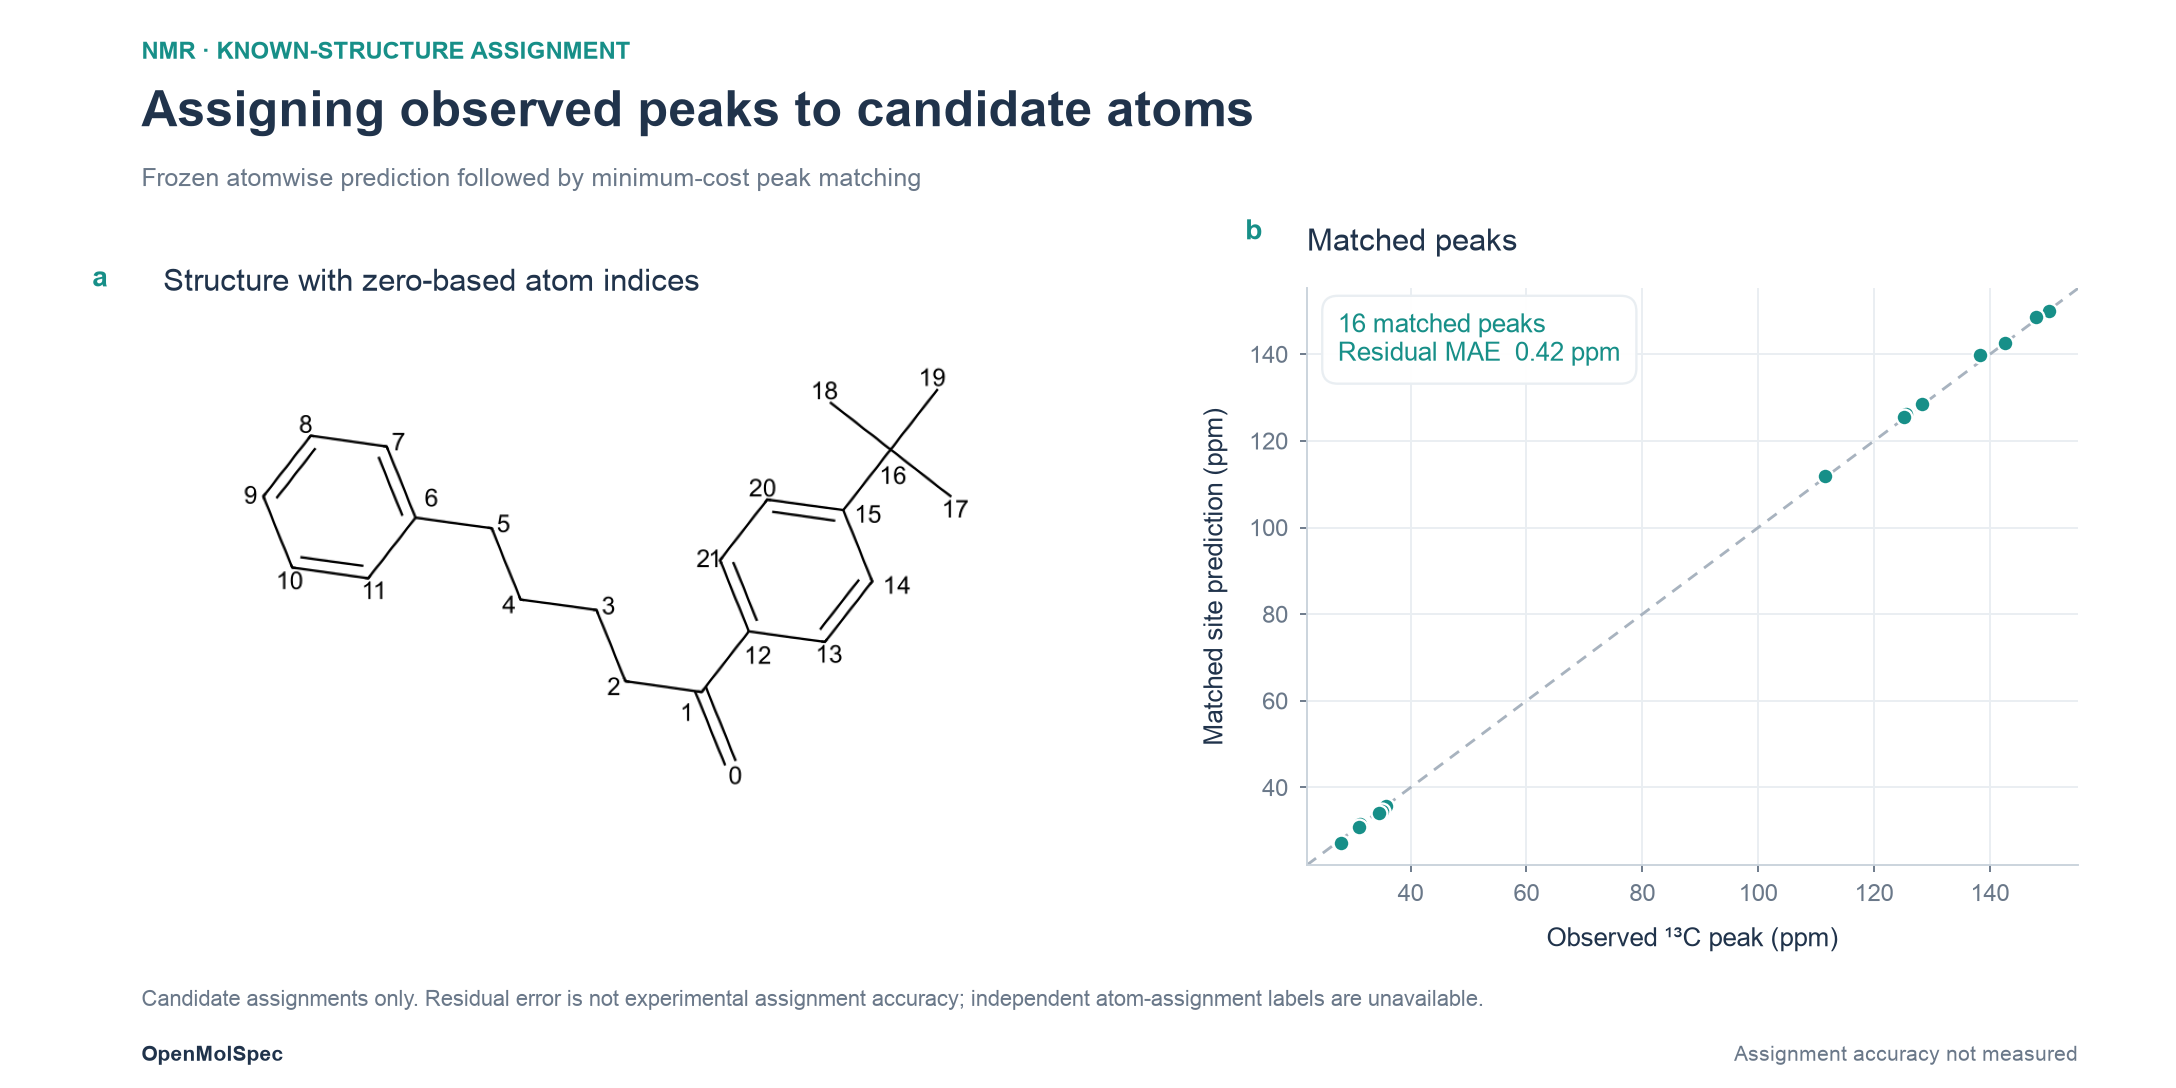 NMR · KNOWN-STRUCTURE ASSIGNMENT
Assigning observed peaks to candidate atoms
Frozen atomwise prediction followed by minimum-cost peak matching
a
Structure with zero-based atom indices
8
7
9
6
5
10
11
4
3
2
1
0
12
13
14
15
16
17
18
19
20
21
b
Matched peaks
16 matched peaks
Residual MAE 0.42 ppm
Matched site prediction (ppm)
140
120
100
80
60
40
40
60
80
100
120
140
Observed ¹³C peak (ppm)
Candidate assignments only. Residual error is not experimental assignment accuracy; independent atom-assignment labels are unavailable.
OpenMolSpec
Assignment accuracy not measured